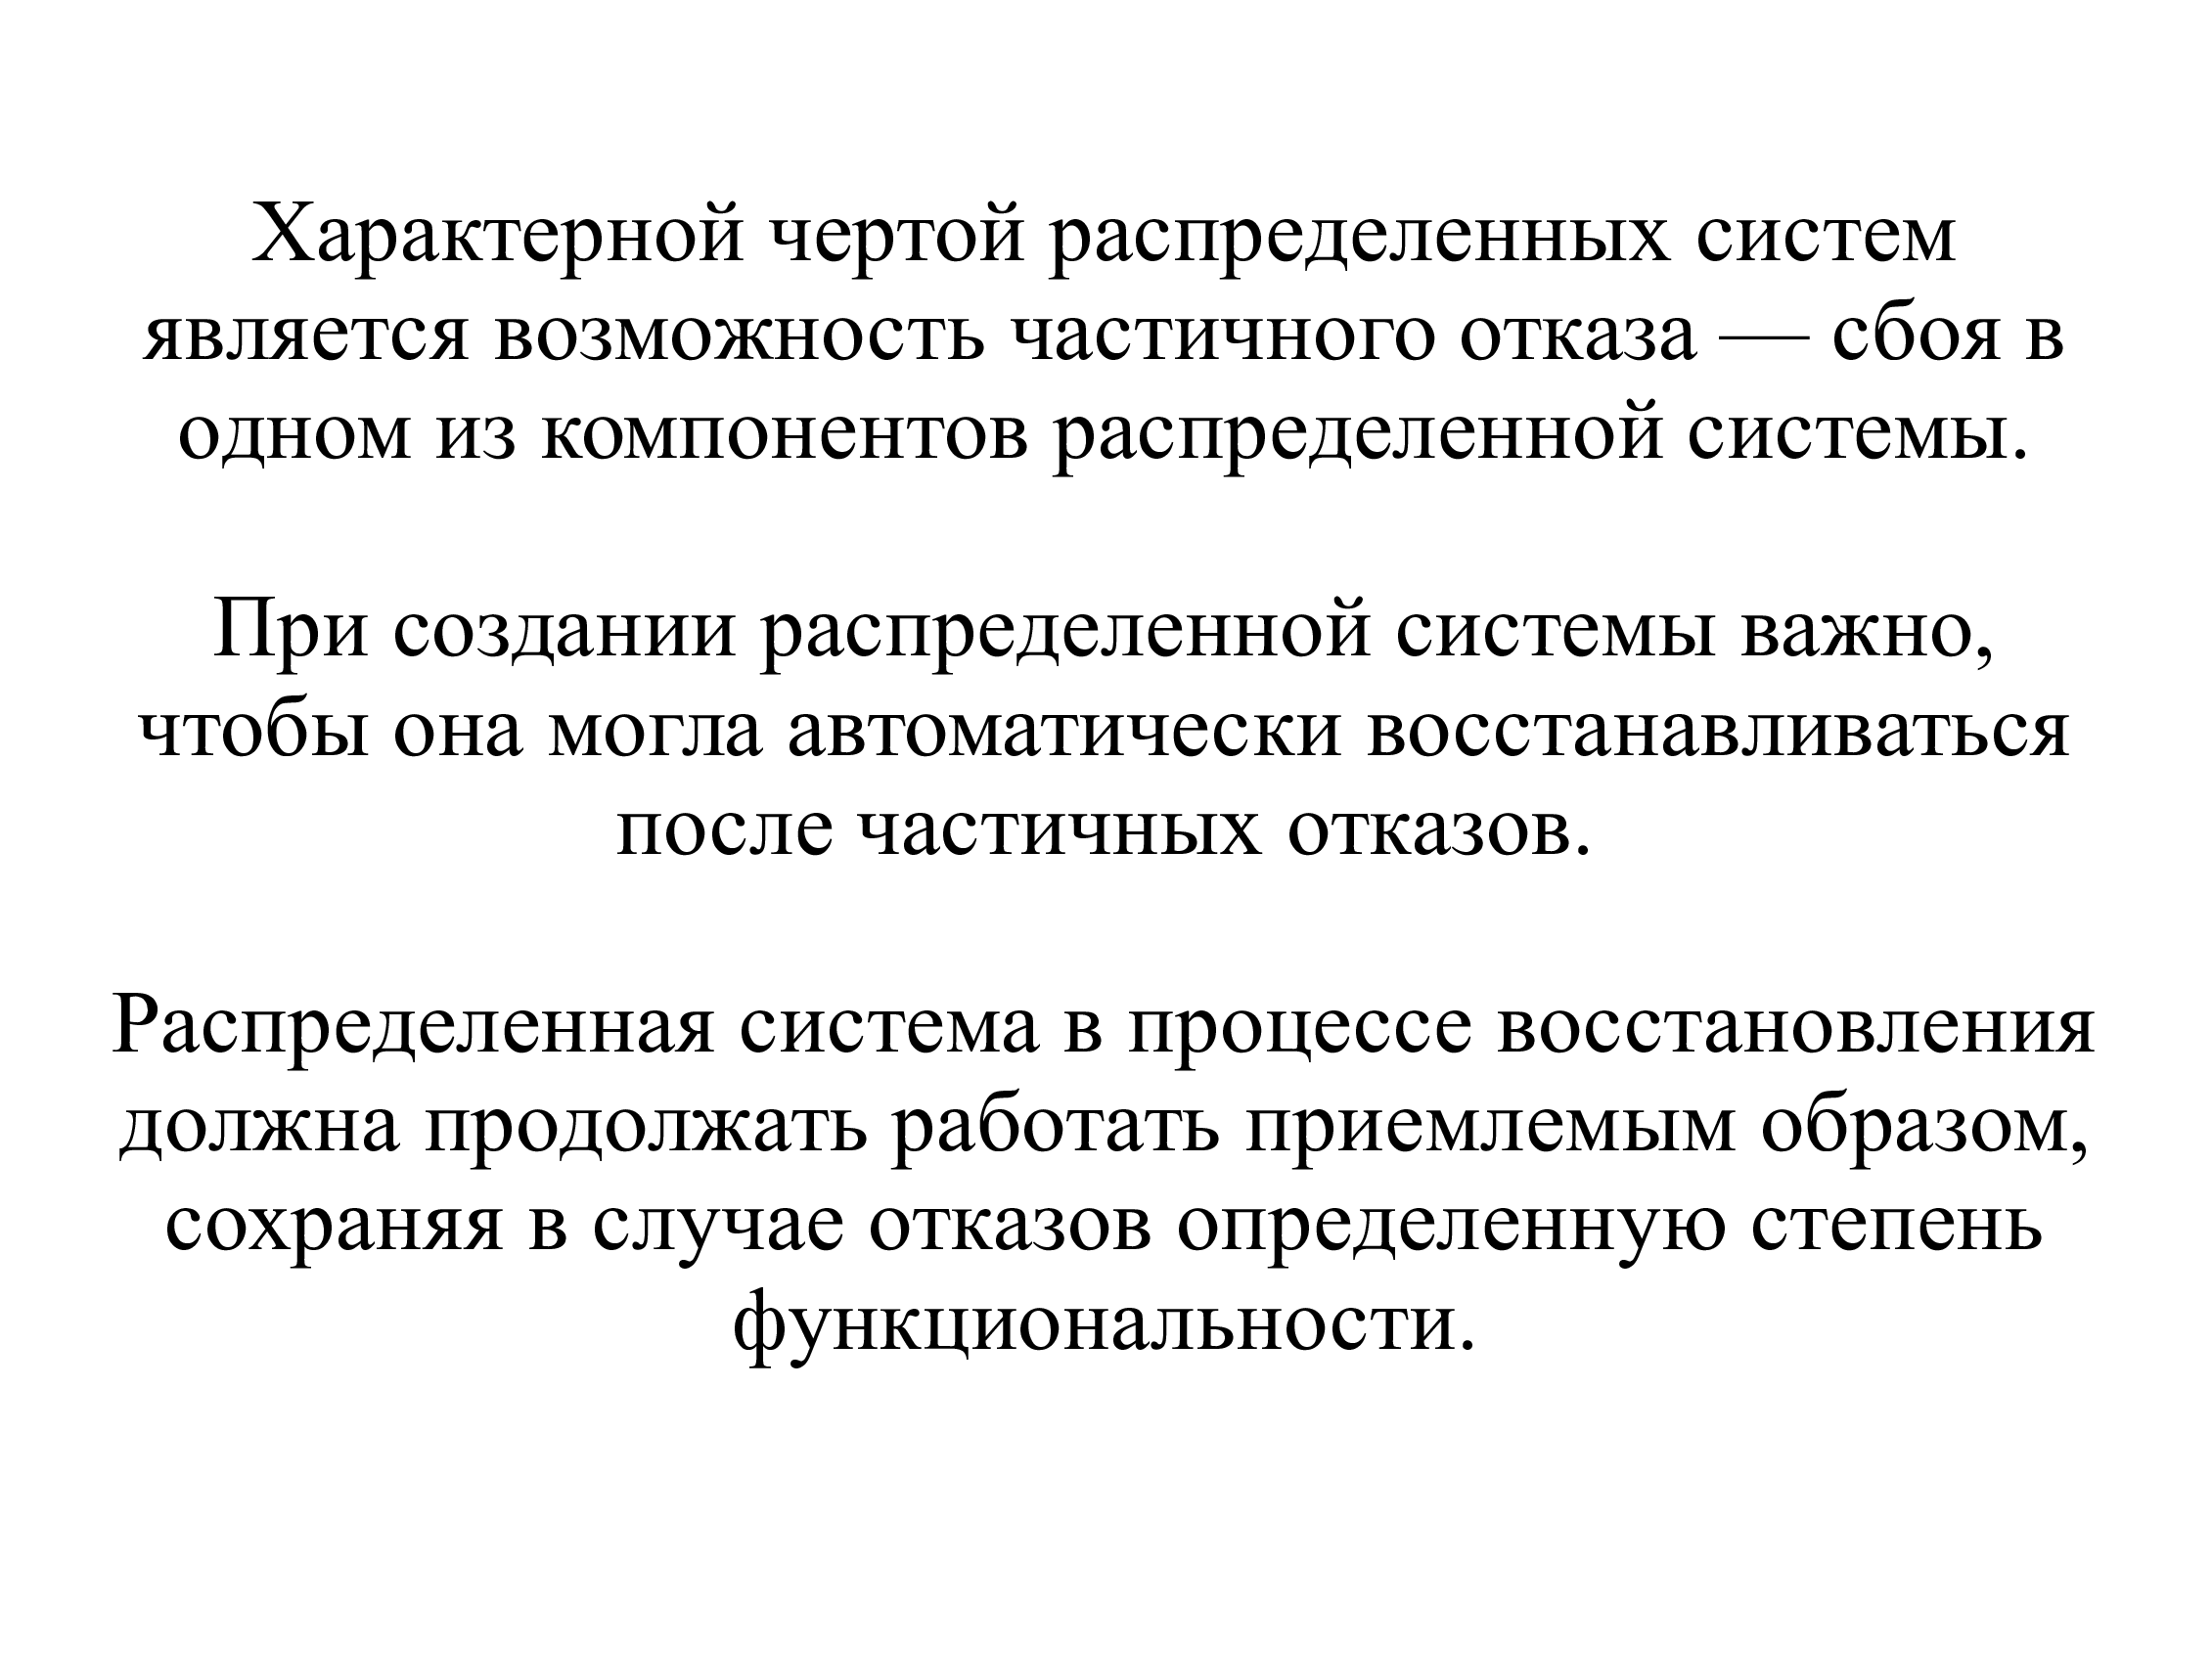 Характерной чертой распределенных систем
является возможность частичного отказа — сбоя в
одном из компонентов распределенной системы.
При создании распределенной системы важно,
чтобы она могла автоматически восстанавливаться
после частичных отказов.
Распределенная система в процессе восстановления
должна продолжать работать приемлемым образом,
сохраняя в случае отказов определенную степень
функциональности.